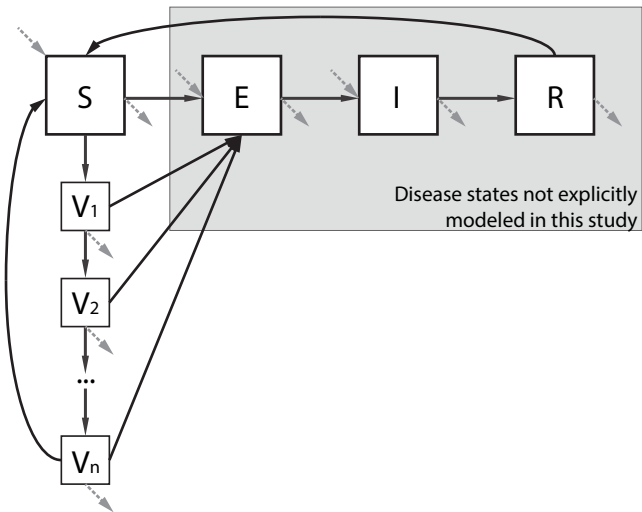 S
E
I
R
Disease states not explicitly
modeled in this study
V1
V2
...
Vn